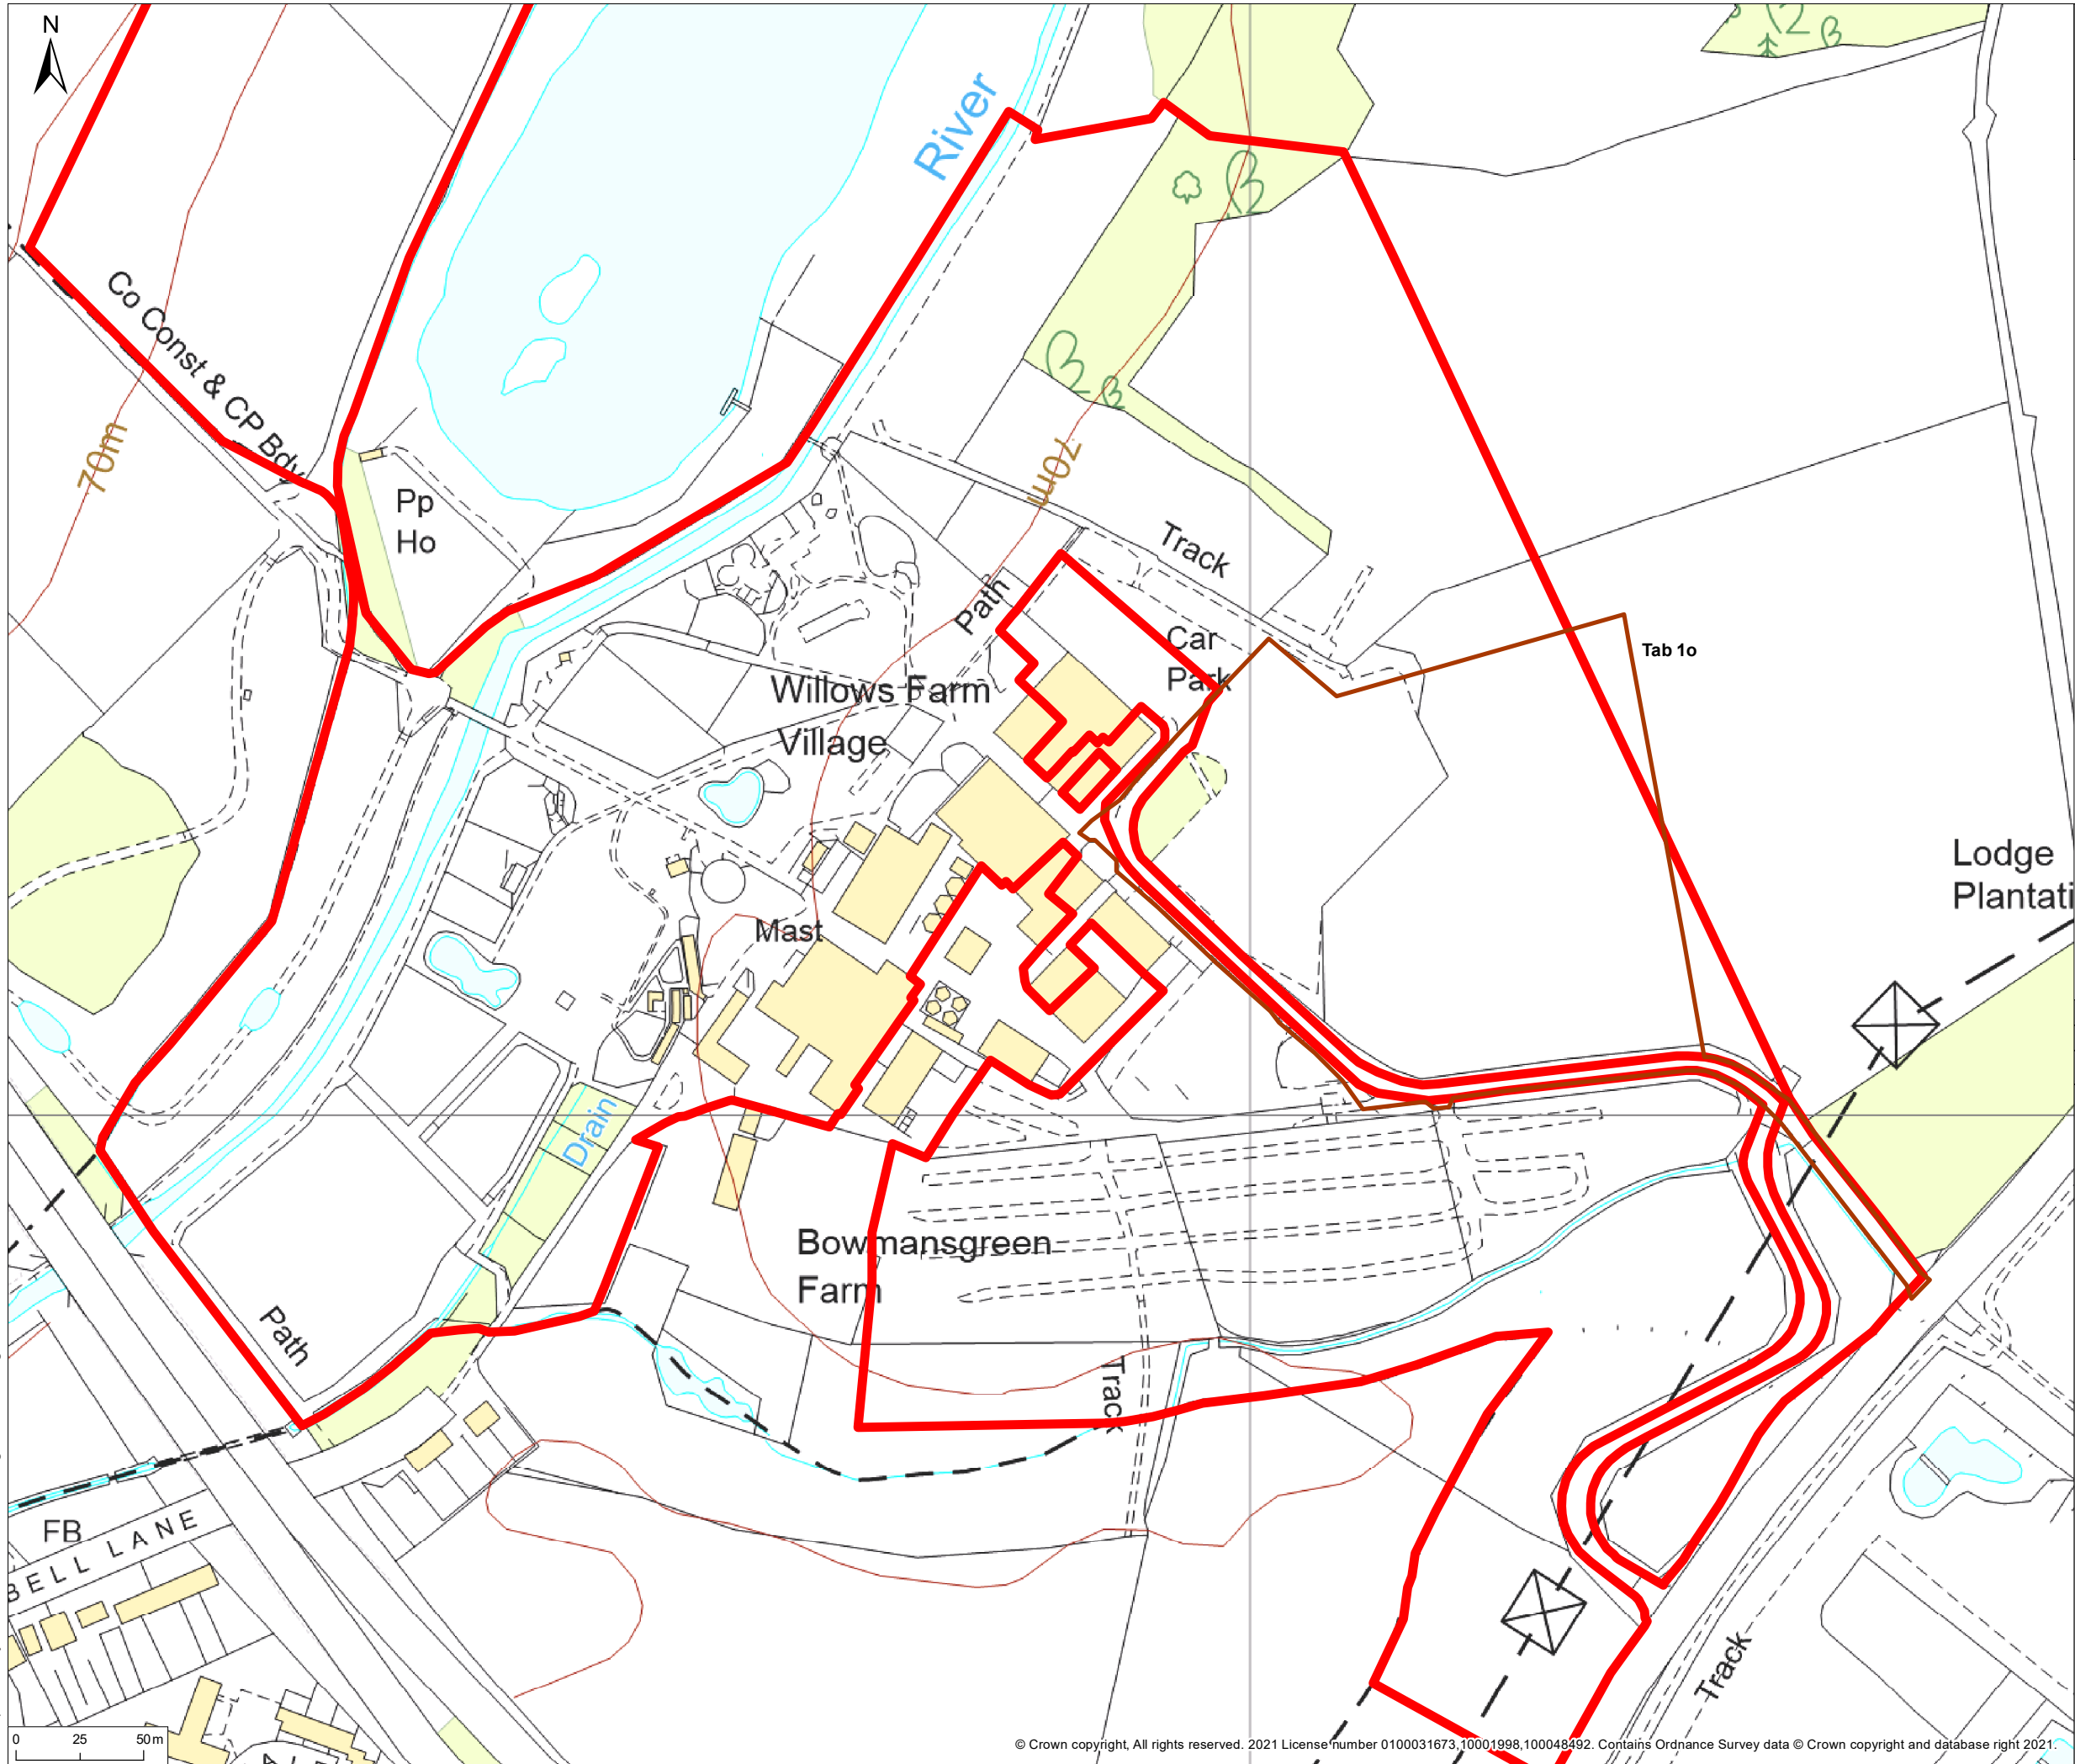 N
River
Co Const & CP Bdy
70m
Pp
Ho
70m
Track
Path
Car
Park
Tab 1o
Willows Farm
Village
Lodge
Plantati
Mast
Drain
Bowmansgreen
Farm
Path
Track
FB
BELL LANE
Track
0 25 50m
© Crown copyright, All rights reserved. 2021 License number 0100031673,10001998,100048492. Contains Ordnance Survey data © Crown copyright and database right 2021.